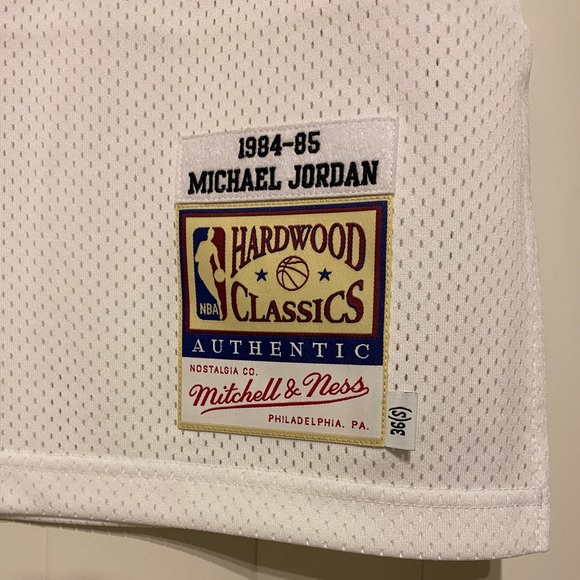 1984-85
MICHAEL JORDAN
HARDWOOD
CLASSICS
NBA
AUTHENTIC
NOSTALGIA CO.
Mitchell & Ness
PHILADELPHIA, PA.
36(S)